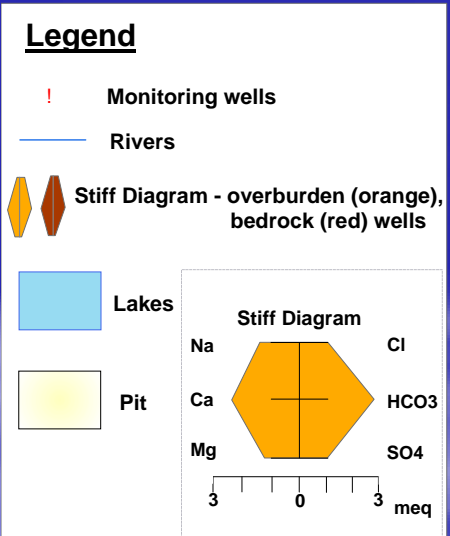 Legend
! Monitoring wells
Rivers
Stiff Diagram - overburden (orange),
bedrock (red) wells
Lakes
Pit
Stiff Diagram
Na Cl
Ca HCO3
Mg SO4
3 0 3 meq